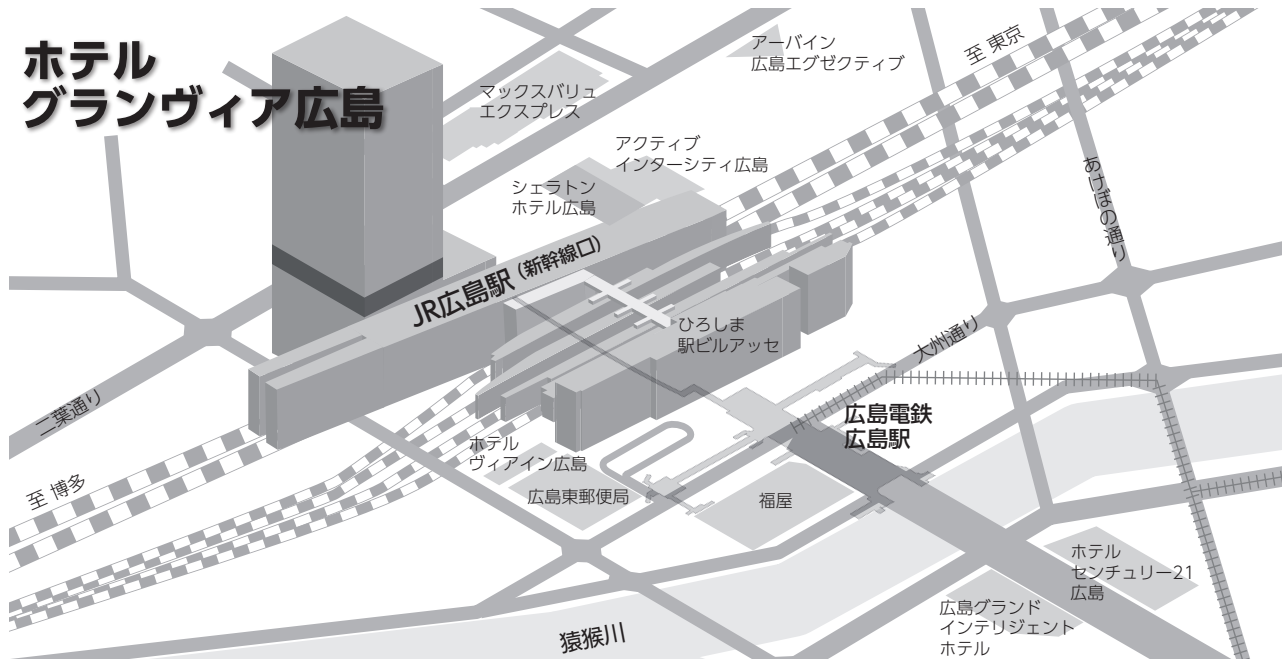 ホテル
グランヴィア広島
アーバイン
広島エグゼクティブ
至 東京
マックスバリュ
エクスプレス
アクティブ
インターシティ広島
シェラトン
ホテル広島
あけぼの通り
JR広島駅（新幹線口）
ひろしま
駅ビルアッセ
大州通り
二葉通り
広島電鉄
広島駅
ホテル
ヴィアイン広島
至 博多
広島東郵便局
福屋
ホテル
センチュリー21
広島
広島グランド
インテリジェント
ホテル
猿猴川